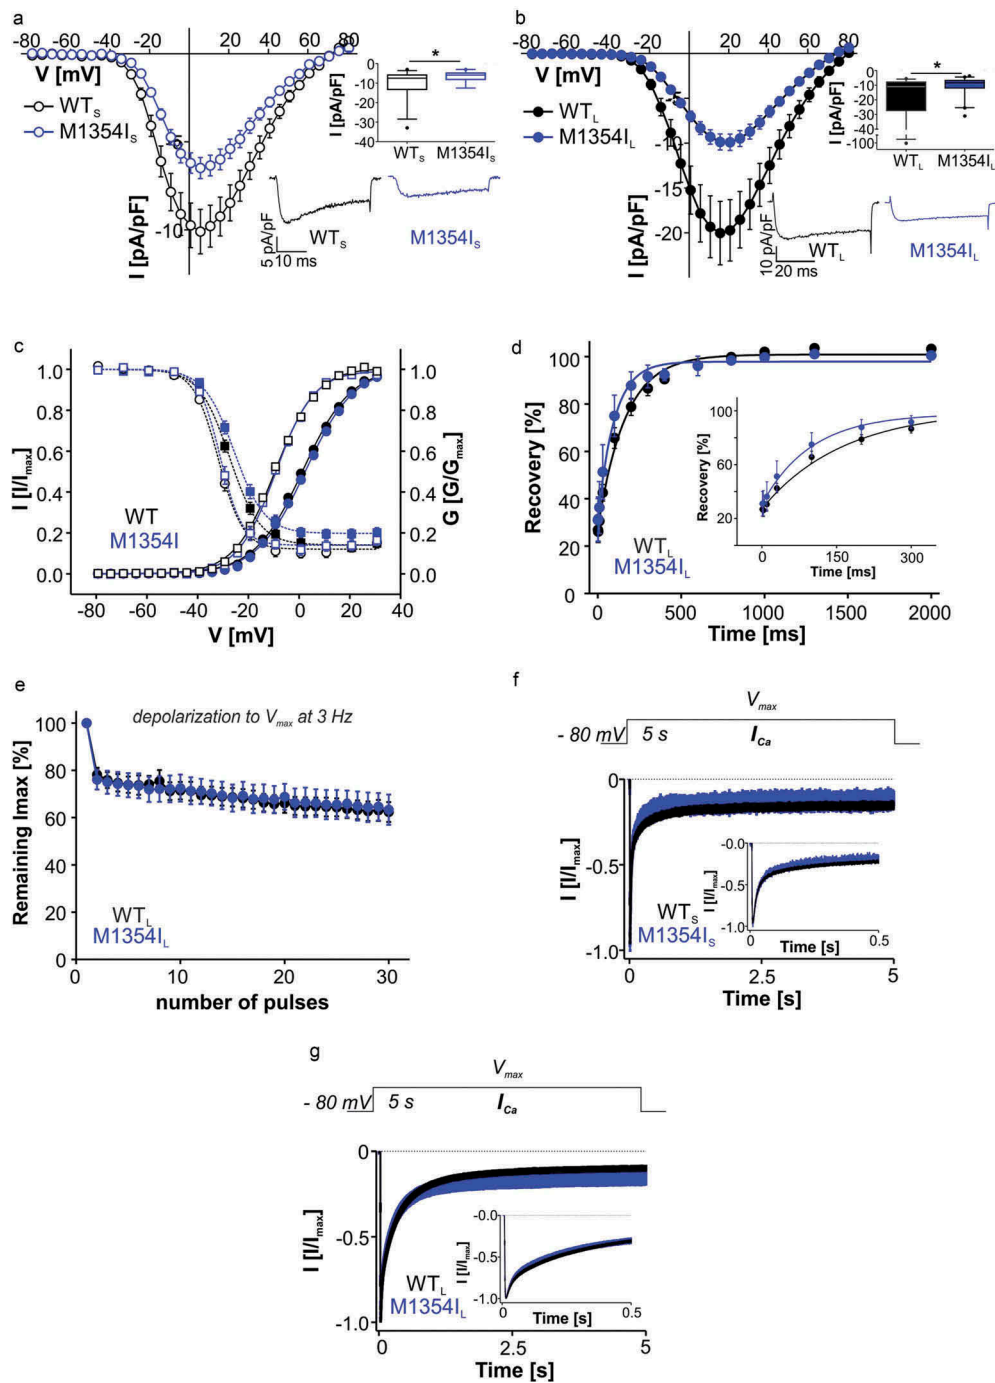 a
-80 -60 -40 -20 20 40 60 80
V [mV]
WTS
M1354IS
-5
-10
I [pA/pF]
I [pA/pF]
0
-10
-20
-30
-40
*
WTS M1354IS
5 pA/pF
10 ms
WTS
M1354IS
b
-80 -60 -40 -20 20 40 60 80
V [mV]
WTL
M1354IL
-5
-15
-20
I [pA/pF]
I [pA/pF]
0
-10
-20
-30
-40
-100
*
WTL M1354IL
10 pA/pF
20 ms
WTL
M1354IL
c
I [I/Imax]
1.0
0.8
0.6
0.4
0.2
0.0
WT
M1354I
G [G/Gmax]
1.0
0.8
0.6
0.4
0.2
0.0
-80 -60 -40 -20 0 20 40
V [mV]
d
Recovery [%]
100
80
60
40
20
0
WTL
M1354IL
0 500 1000 1500 2000
Time [ms]
Recovery [%]
100
80
60
40
20
0 150 300
Time [ms]
e
depolarization to Vmax at 3 Hz
Remaining Imax [%]
100
80
60
40
20
0
WTL
M1354IL
0 10 20 30
number of pulses
f
Vmax
- 80 mV 5 s ICa
I [I/Imax]
0
-0.5
-1.0
WTS
M1354IS
0 2.5 5
Time [s]
I [I/Imax]
-0.0
-0.5
-1.0
0 0.5
Time [s]
g
Vmax
- 80 mV 5 s ICa
I [I/Imax]
0
-0.5
-1.0
WTL
M1354IL
0 2.5 5
Time [s]
I [I/Imax]
-0.0
-0.5
-1.0
0 0.5
Time [s]